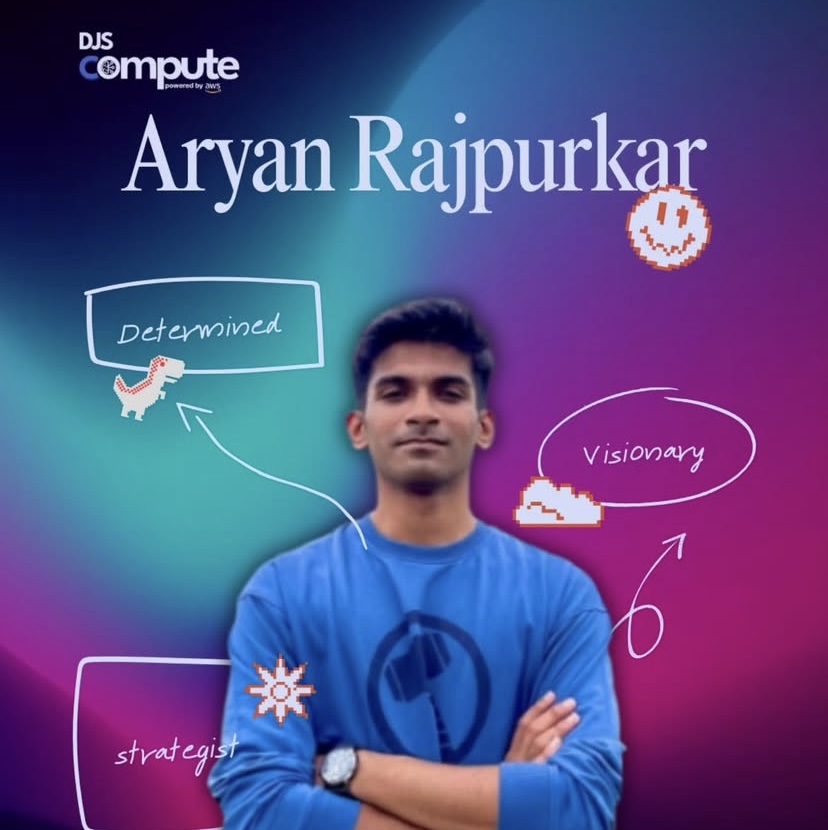 DJS
compute
powered by aws
Aryan Rajpurkar
Determined
Visionary
strategist